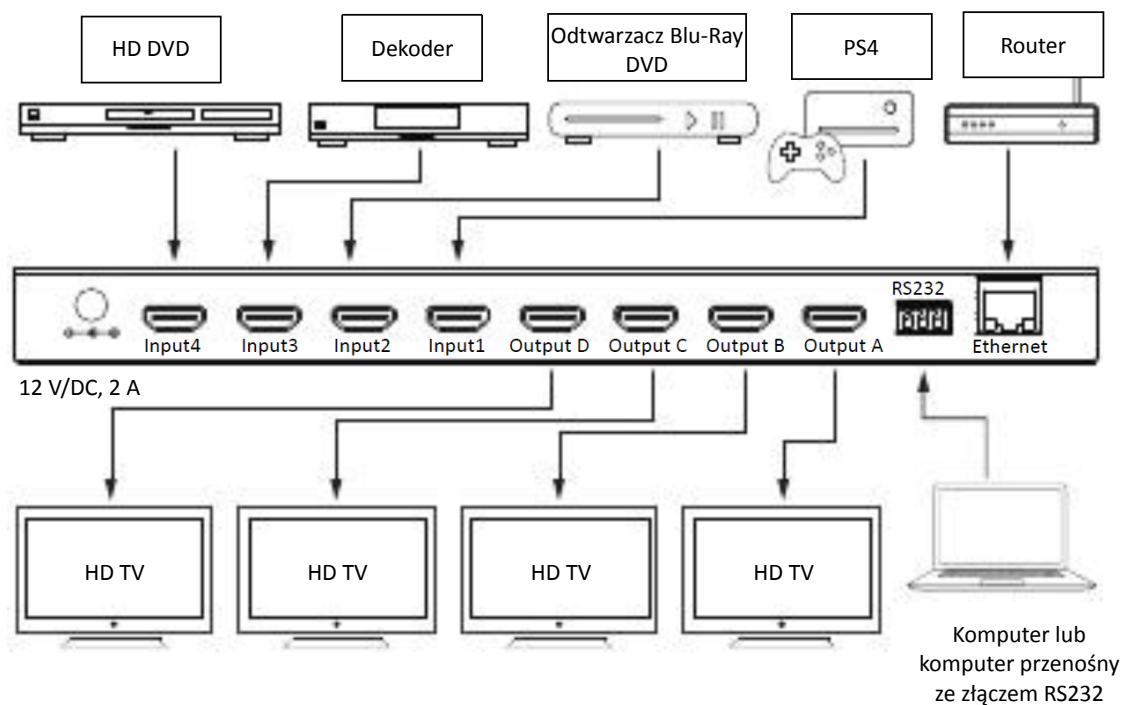 HD DVD
Dekoder
Odtwarzacz Blu-Ray
DVD
PS4
Router
RS232
Input4
Input3
Input2
Input1
Output D
Output C
Output B
Output A
Ethernet
12 V/DC, 2 A
HD TV
HD TV
HD TV
HD TV
Komputer lub
komputer przenośny
ze złączem RS232